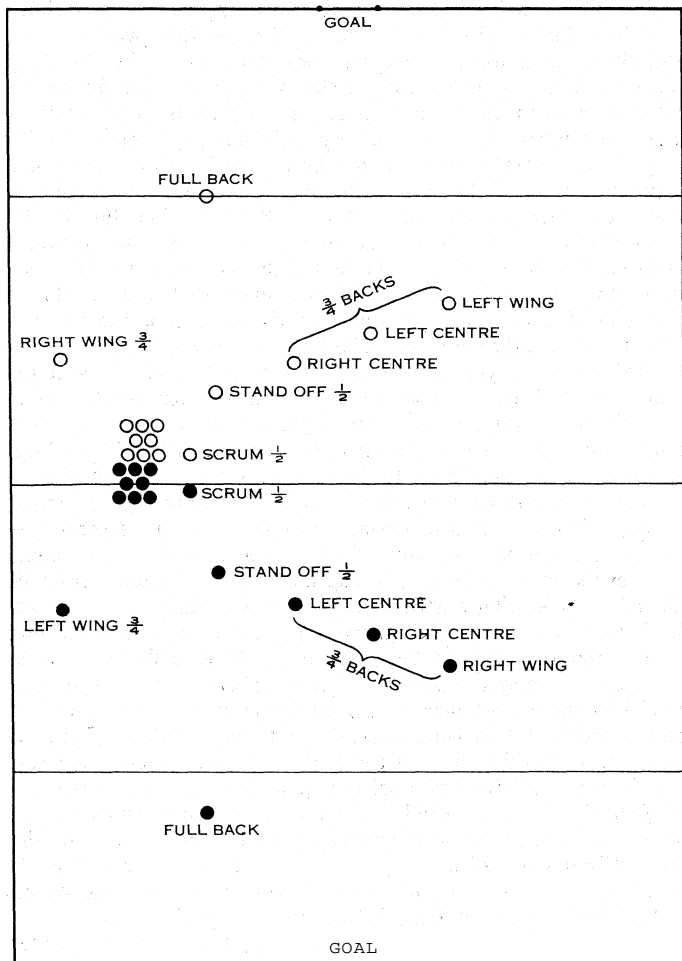 GOAL
FULL BACK
¾ BACKS
LEFT WING
LEFT CENTRE
RIGHT WING ¾
RIGHT CENTRE
STAND OFF ½
SCRUM ½
SCRUM ½
STAND OFF ½
LEFT CENTRE
LEFT WING ¾
RIGHT CENTRE
¾ BACKS
RIGHT WING
FULL BACK
GOAL